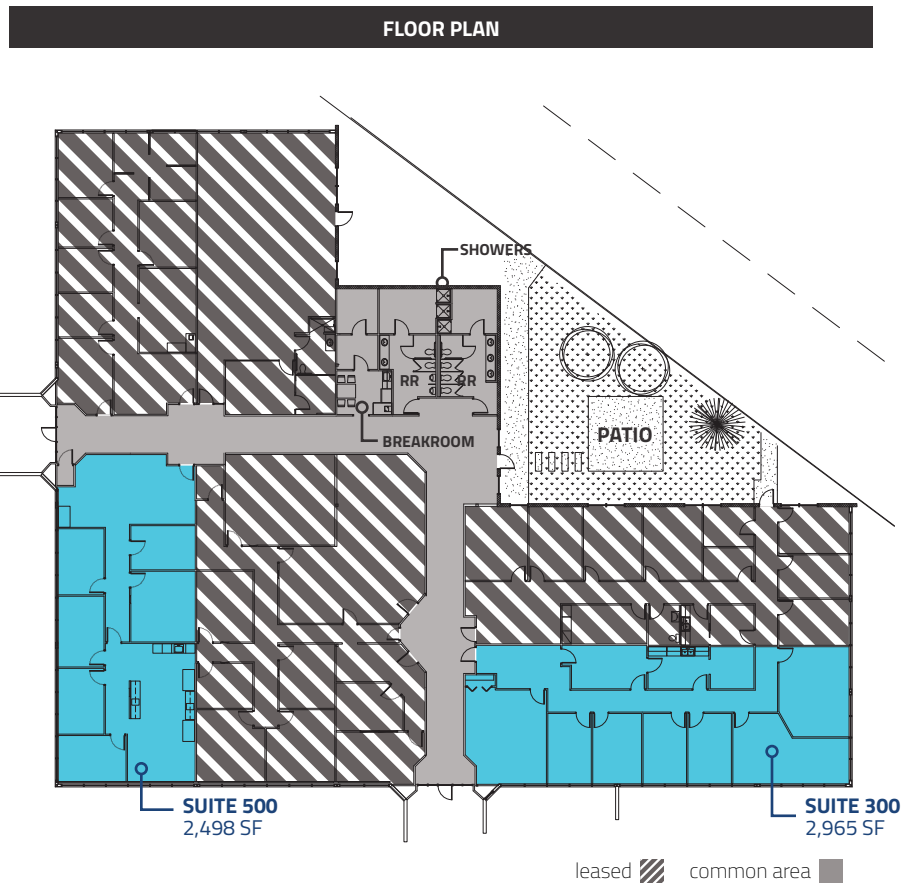 FLOOR PLAN
SHOWERS
RR
RR
BREAKROOM
PATIO
SUITE 500
2,498 SF
SUITE 300
2,965 SF
leased
common area